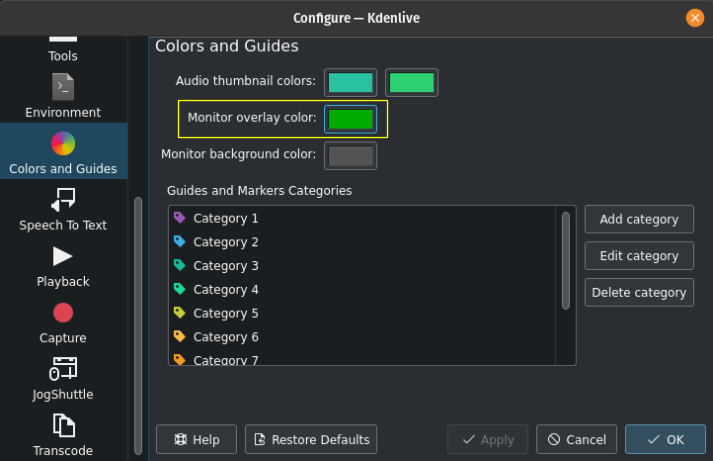 Configure — Kdenlive
Tools
Environment
Colors and Guides
Speech To Text
Playback
Capture
JogShuttle
Transcode
Colors and Guides
Audio thumbnail colors:
Monitor overlay color:
Monitor background color:
Guides and Markers Categories
Category 1
Category 2
Category 3
Category 4
Category 5
Category 6
Category 7
Add category
Edit category
Delete category
Help
Restore Defaults
Apply
Cancel
OK